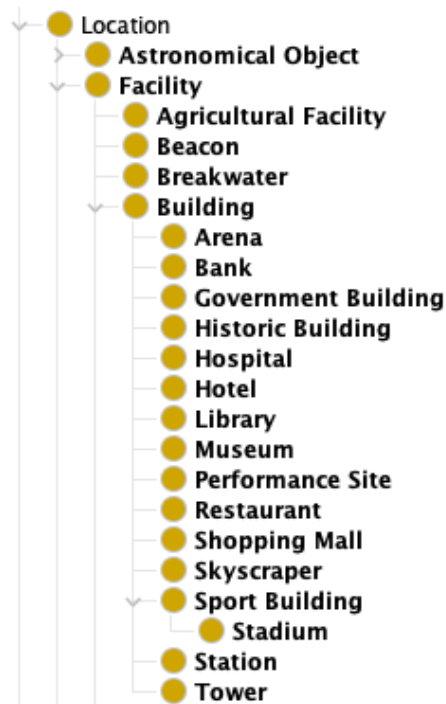 Location
Astronomical Object
Facility
Agricultural Facility
Beacon
Breakwater
Building
Arena
Bank
Government Building
Historic Building
Hospital
Hotel
Library
Museum
Performance Site
Restaurant
Shopping Mall
Skyscraper
Sport Building
Stadium
Station
Tower